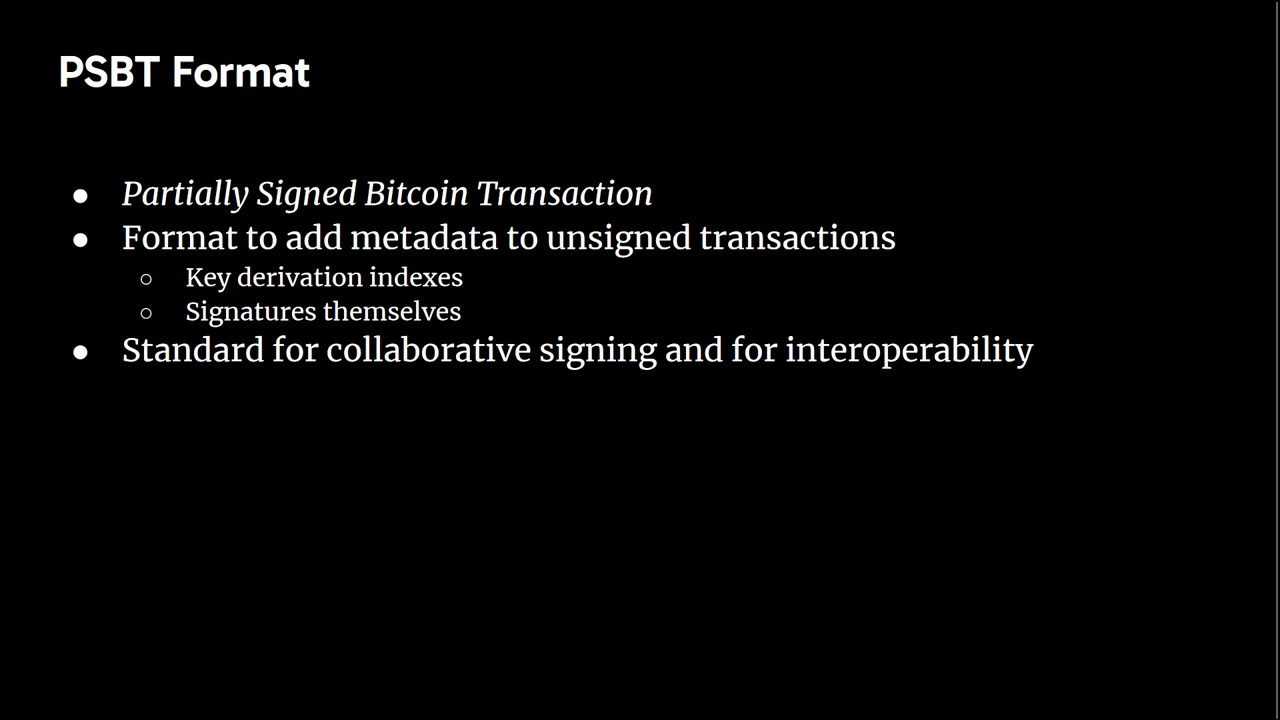 PSBT Format
● Partially Signed Bitcoin Transaction
● Format to add metadata to unsigned transactions
○ Key derivation indexes
○ Signatures themselves
● Standard for collaborative signing and for interoperability